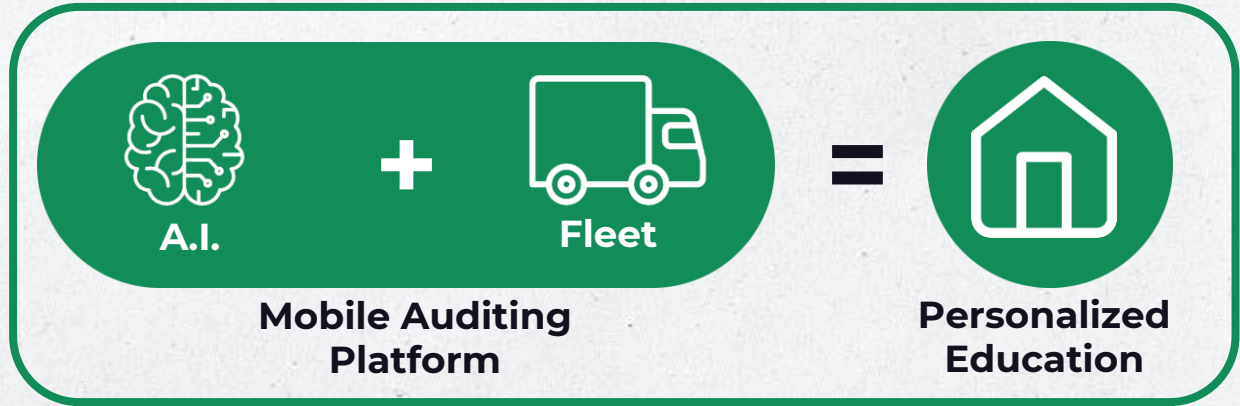 A.I.
+
Fleet
=
Mobile Auditing
Platform
Personalized
Education